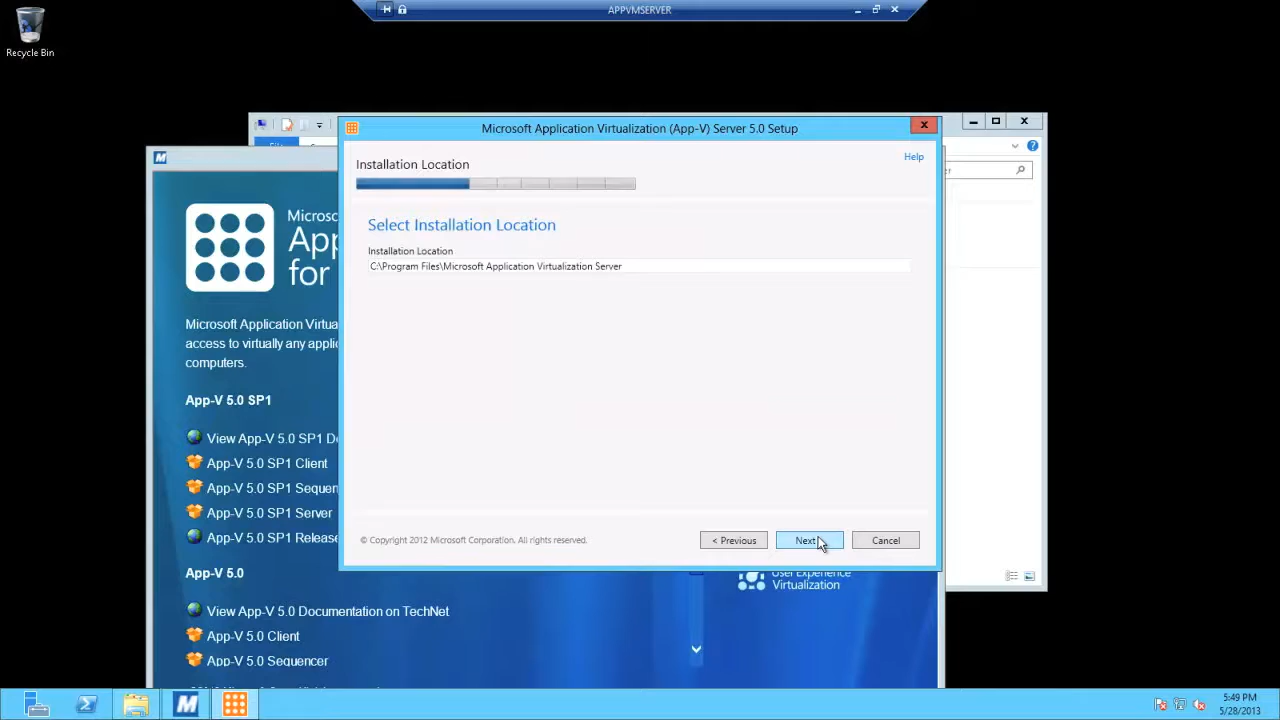 APPVMSERVER
Recycle Bin
Microsoft Application Virtualization (App-V) Server 5.0 Setup
Help
Installation Location
Select Installation Location
Installation Location
C:\Program Files\Microsoft Application Virtualization Server
© Copyright 2012 Microsoft Corporation. All rights reserved.
< Previous
Next
Cancel
for
Microsoft Application
access to virtually any
computers.
App-V 5.0 SP1
View App-V 5.0 SP1
App-V 5.0 SP1 Client
App-V 5.0 SP1
App-V 5.0 SP1 Server
App-V 5.0 SP1
App-V 5.0
View App-V 5.0 Documentation on TechNet
App-V 5.0 Client
App-V 5.0 Sequencer
User Experience
Virtualization
5:49 PM
5/28/2013